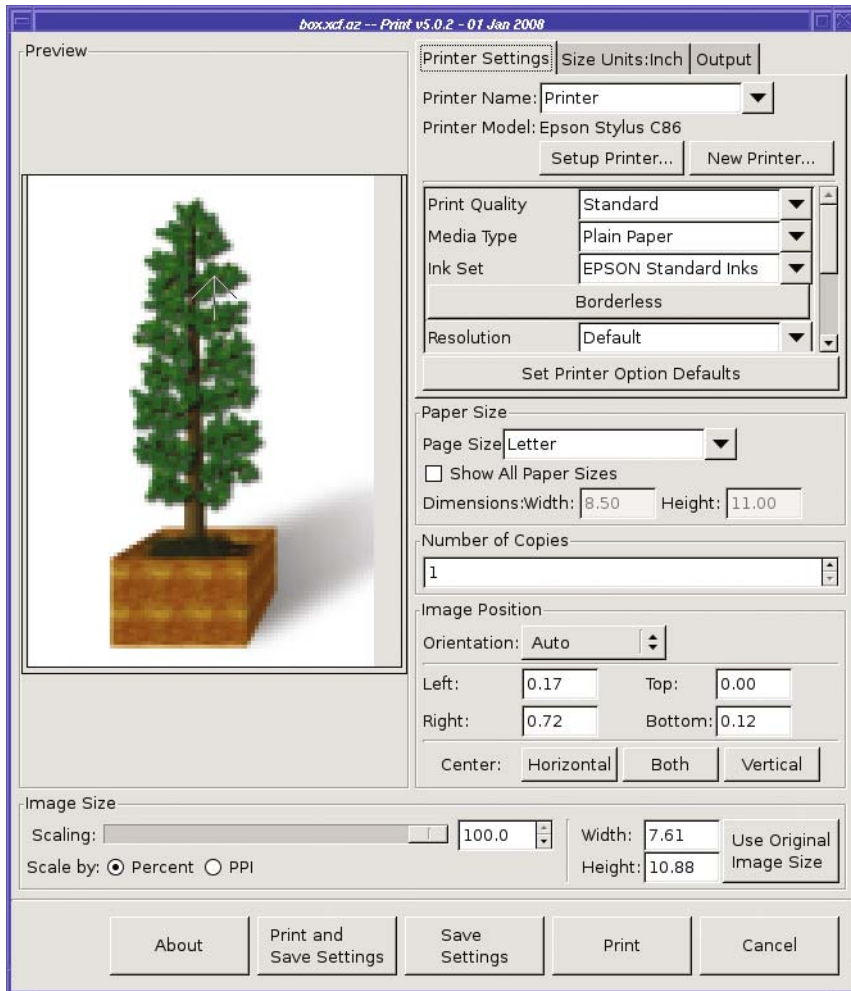 box.xcf.gz -- Print v5.0.2 - 01 Jan 2008
Preview
Printer Settings Size Units:Inch Output
Printer Name: Printer
Printer Model: Epson Stylus C86
Setup Printer... New Printer...
Print Quality Standard
Media Type Plain Paper
Ink Set EPSON Standard Inks
Borderless
Resolution Default
Set Printer Option Defaults
Paper Size
Page Size Letter
Show All Paper Sizes
Dimensions:Width: 8.50 Height: 11.00
Number of Copies
1
Image Position
Orientation: Auto
Left: 0.17 Top: 0.00
Right: 0.72 Bottom: 0.12
Center: Horizontal Both Vertical
Image Size
Scaling: 100.0 Width: 7.61 Use Original
Scale by: Percent PPI Height: 10.88 Image Size
About Print and Save Print Cancel
Save Settings Settings